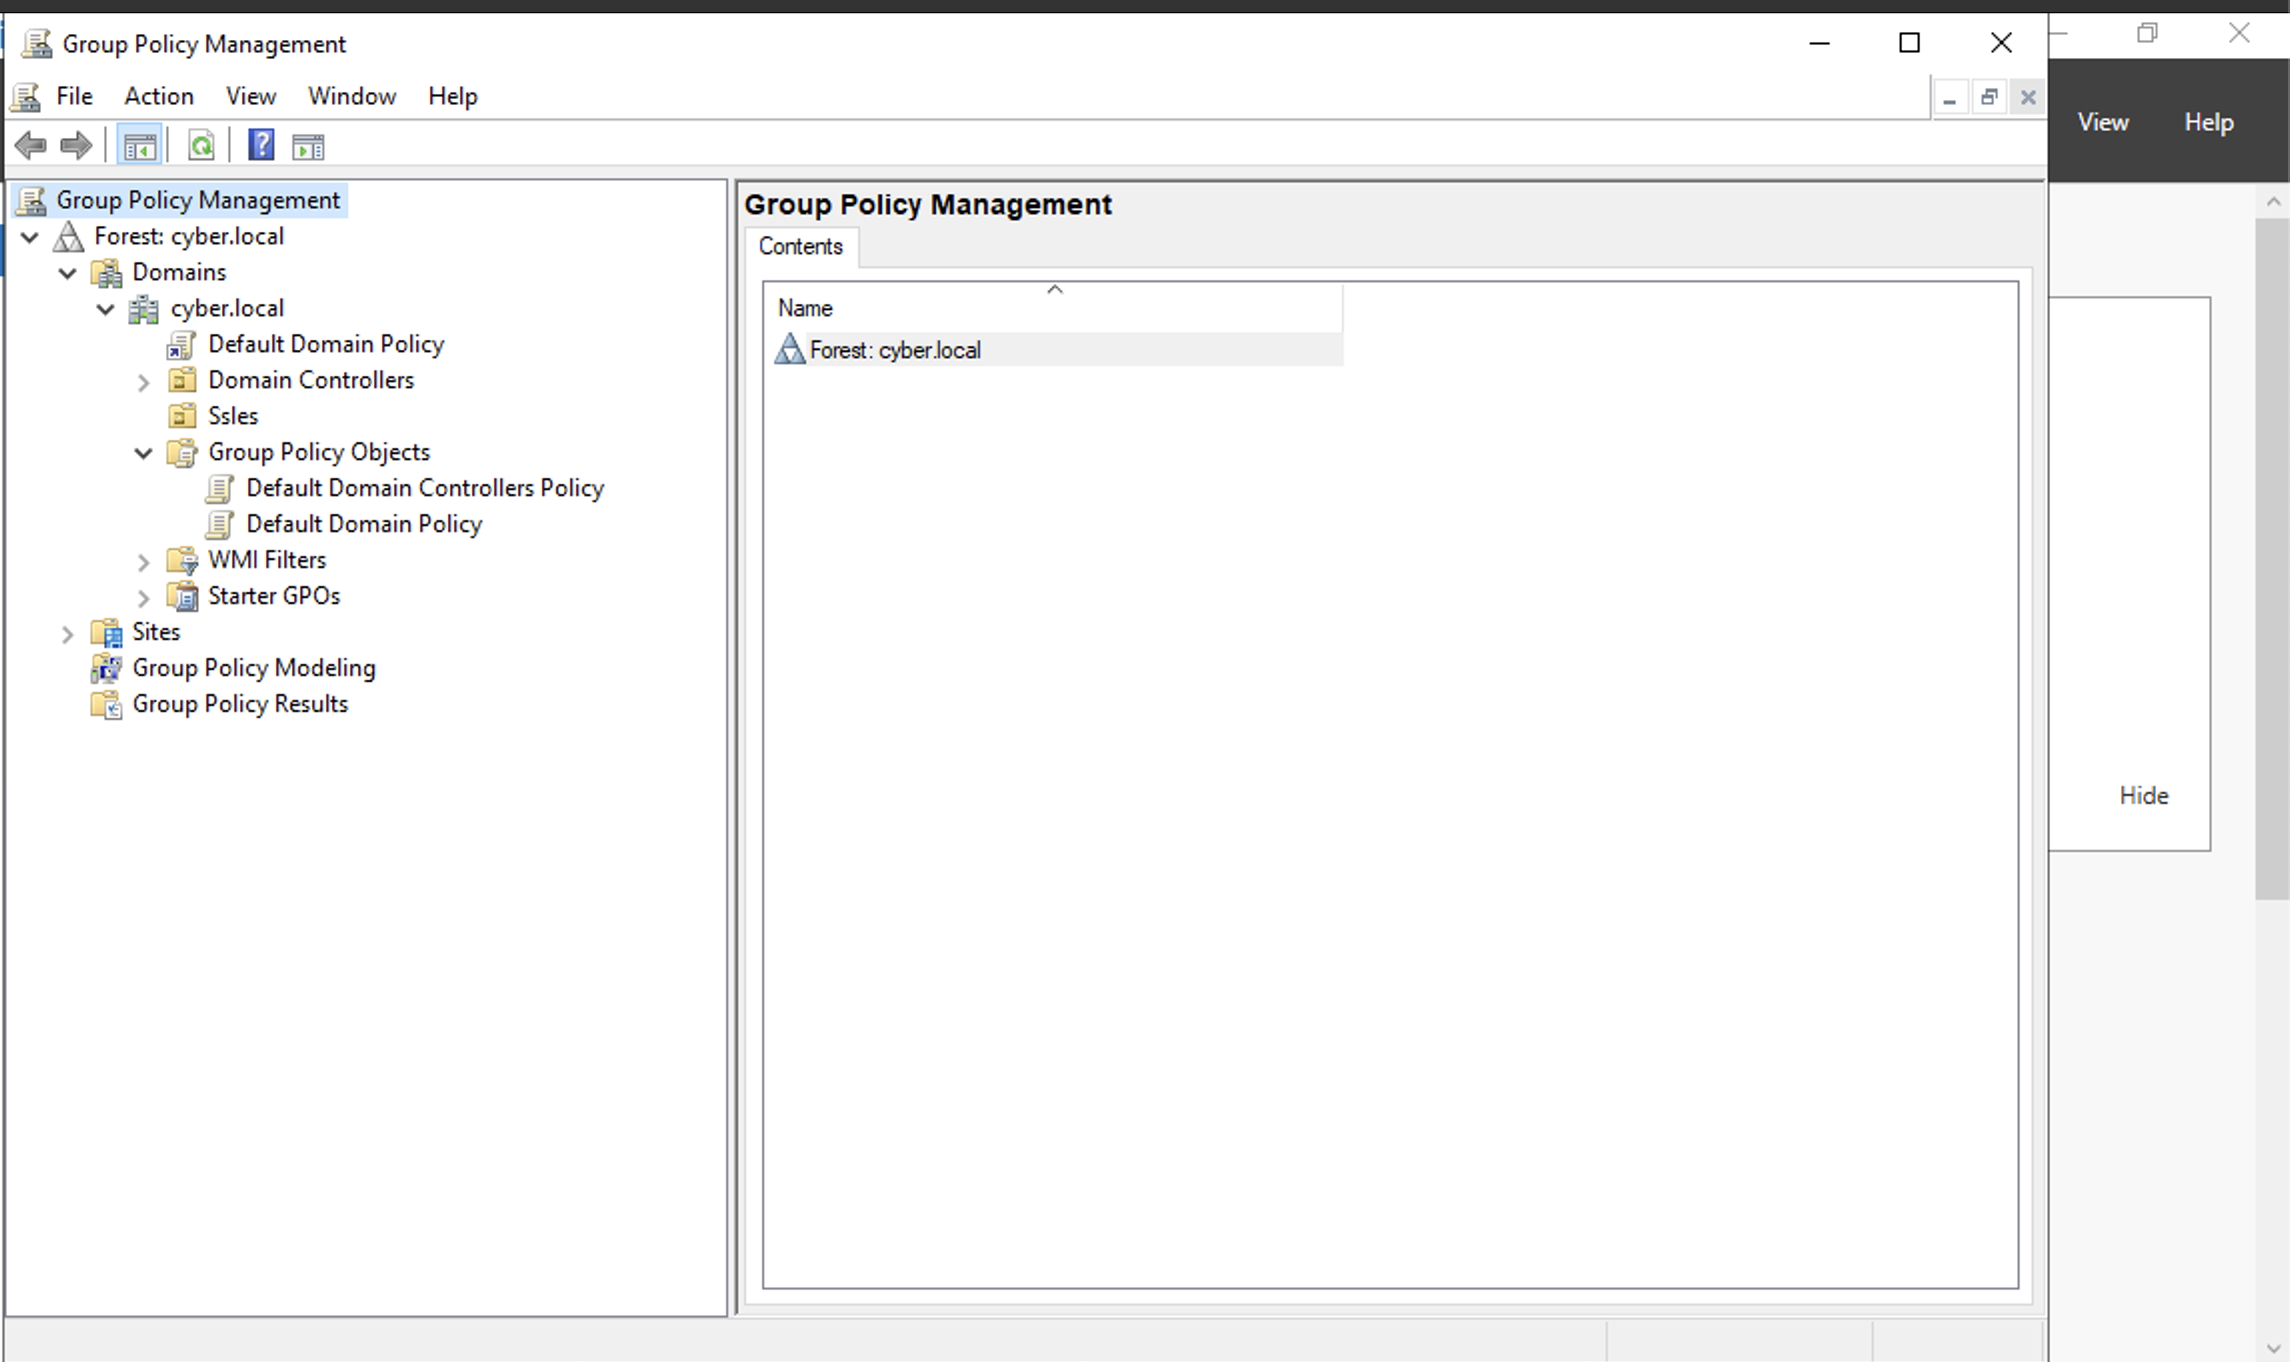 Group Policy Management
File Action View Window Help
View Help
Group Policy Management
Forest: cyber.local
Domains
cyber.local
Default Domain Policy
Domain Controllers
Ssles
Group Policy Objects
Default Domain Controllers Policy
Default Domain Policy
WMI Filters
Starter GPOs
Sites
Group Policy Modeling
Group Policy Results
Group Policy Management
Contents
Name
Forest: cyber.local
Hide